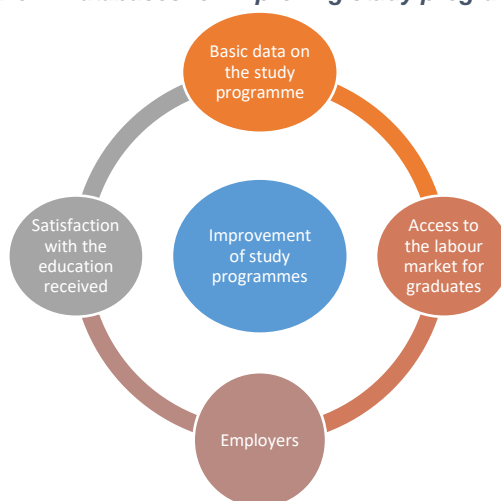 Basic data on
the study
programme
Satisfaction
with the
education
received
Improvement
of study
programmes
Access to
the labour
market for
graduates
Employers